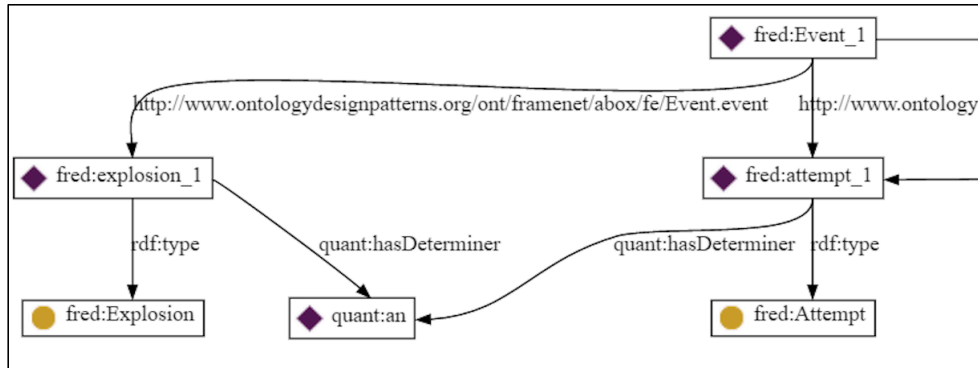 fred:Event_1
http://www.ontologydesignpatterns.org/ont/framenet/abox/fe/Event.event
http://www.ontology
fred:explosion_1
fred:attempt_1
rdf:type
quant:hasDeterminer
quant:hasDeterminer
rdf:type
fred:Explosion
quant:an
fred:Attempt